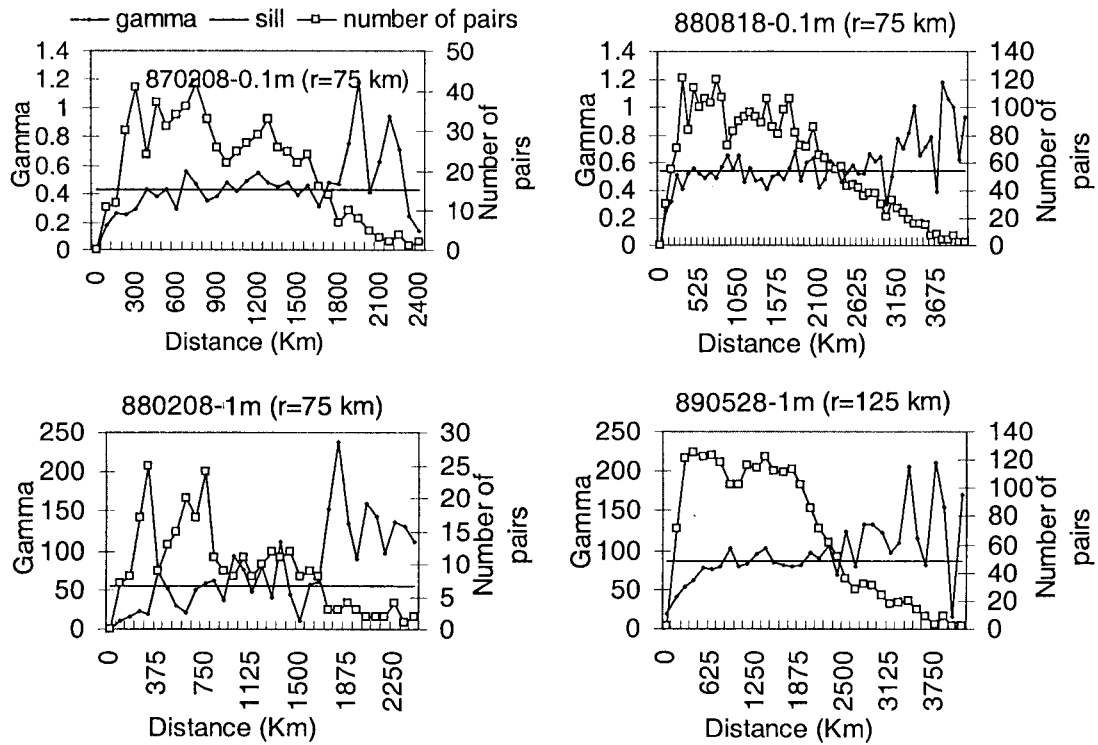 gamma sill number of pairs
870208-0.1m (r=75 km)
Gamma
1.4
1.2
1
0.8
0.6
0.4
0.2
0
50
40
30
20
10
0
Number of
pairs
0 300 600 900 1200 1500 1800 2100 2400
Distance (Km)
880818-0.1m (r=75 km)
Gamma
1.4
1.2
1
0.8
0.6
0.4
0.2
0
140
120
100
80
60
40
20
0
Number of
pairs
0 525 1050 1575 2100 2625 3150 3675
Distance (Km)
880208-1m (r=75 km)
Gamma
250
200
150
100
50
0
30
25
20
15
10
5
0
Number of
pairs
0 375 750 1125 1500 1875 2250
Distance (Km)
890528-1m (r=125 km)
Gamma
250
200
150
100
50
0
140
120
100
80
60
40
20
0
Number of
pairs
0 625 1250 1875 2500 3125 3750
Distance (Km)